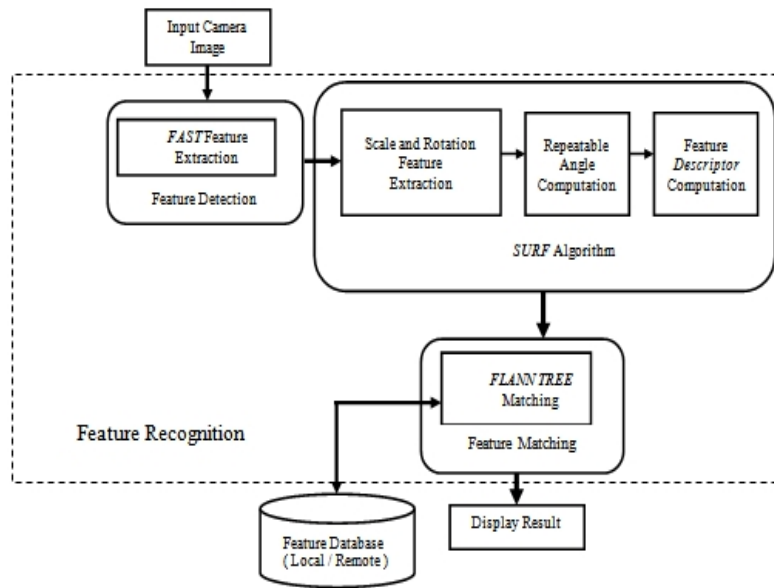 Input Camera
Image
FAST Feature
Extraction
Feature Detection
Scale and Rotation
Feature
Extraction
Repeatable
Angle
Computation
Feature
Descriptor
Computation
SURF Algorithm
FLANN TREE
Matching
Feature Matching
Feature Recognition
Feature Database
( Local / Remote )
Display Result